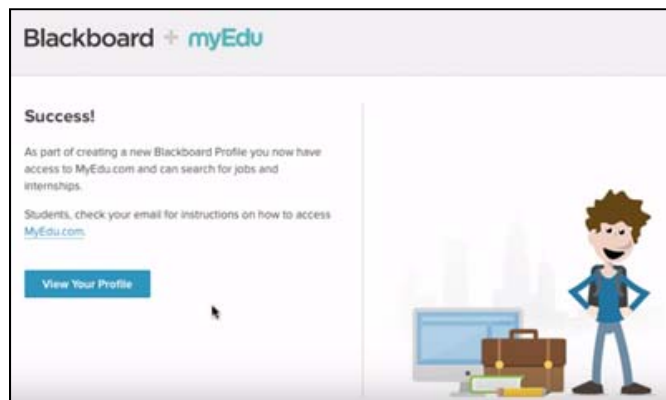 Blackboard + myEdu
Success!
As part of creating a new Blackboard Profile you now have
access to MyEdu.com and can search for jobs and
internships.
Students, check your email for instructions on how to access
MyEdu.com.
View Your Profile